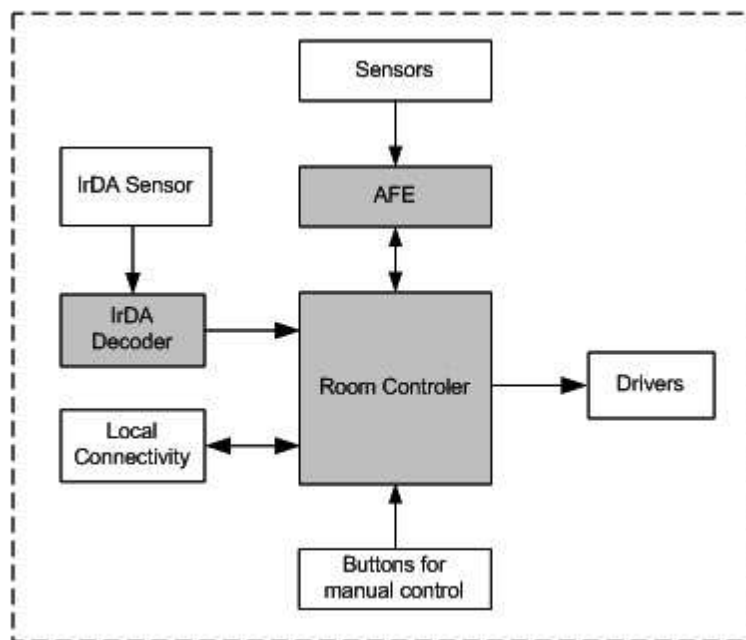 Sensors
IrDA Sensor
AFE
IrDA
Decoder
Room Controler
Drivers
Local
Connectivity
Buttons for
manual control